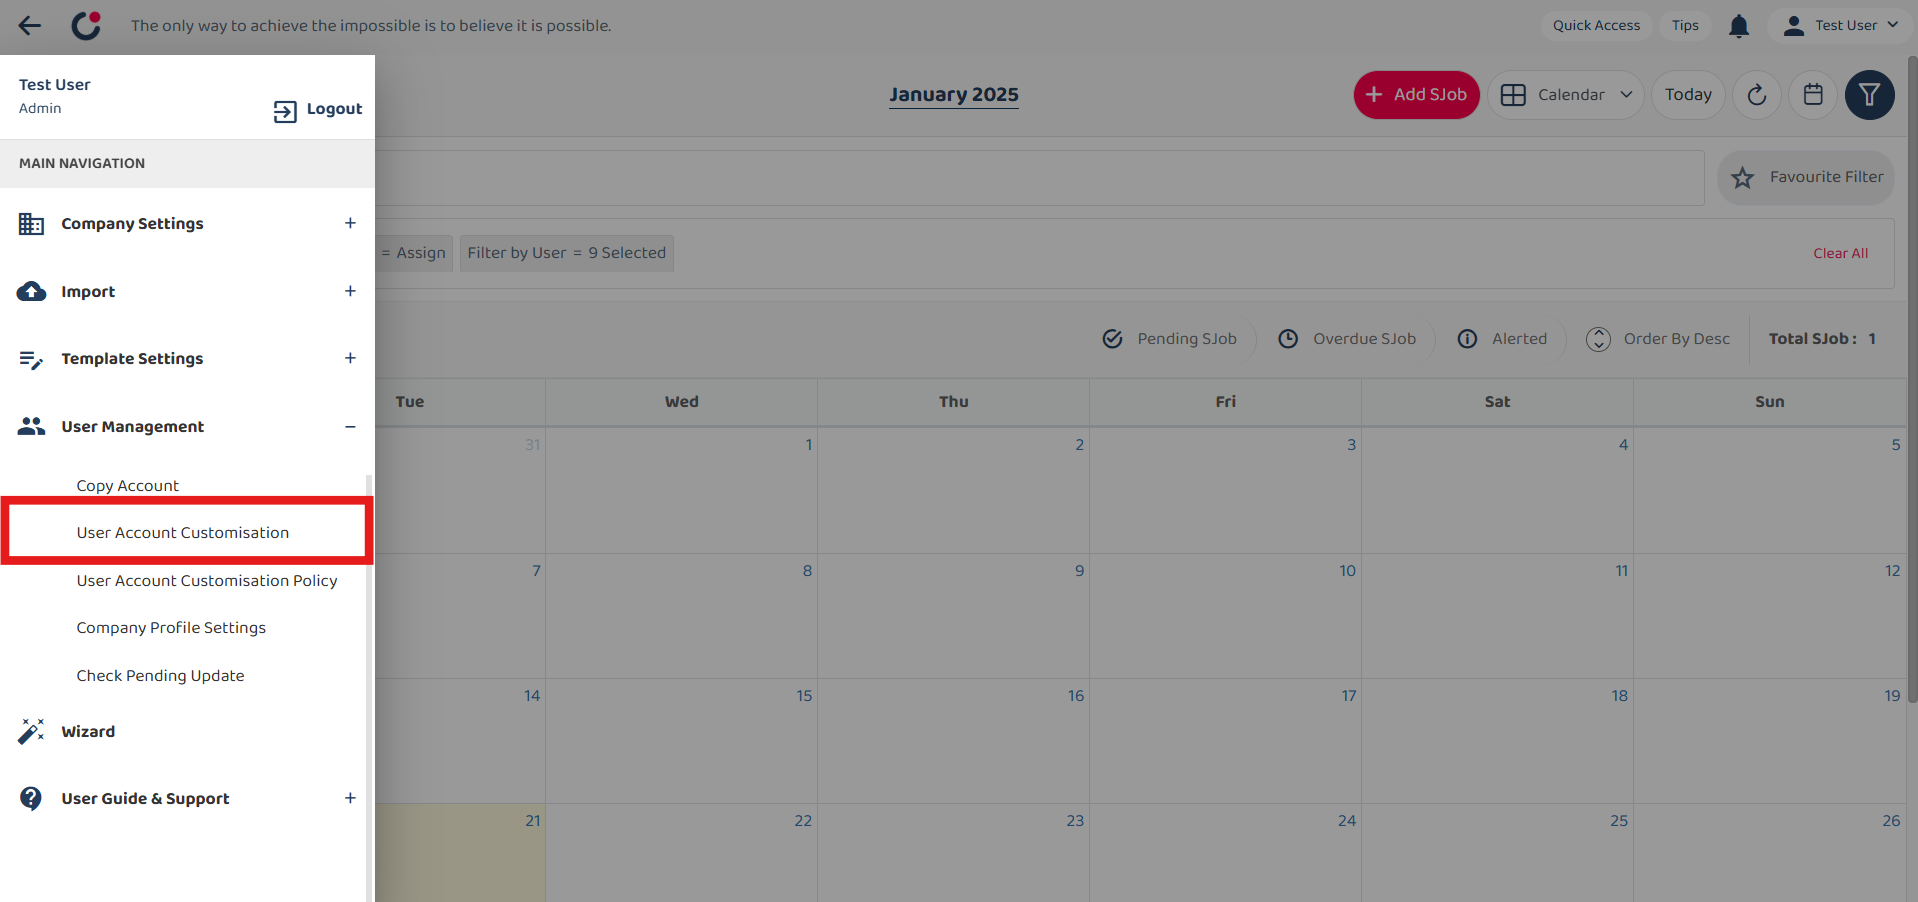 The only way to achieve the impossible is to believe it is possible.
Quick Access
Tips
Test User
Test User
Admin
Logout
MAIN NAVIGATION
Company Settings
Import
Template Settings
User Management
Copy Account
User Account Customisation
User Account Customisation Policy
Company Profile Settings
Check Pending Update
Wizard
User Guide & Support
January 2025
+ Add SJob
Calendar
Today
Favourite Filter
= Assign
Filter by User = 9 Selected
Clear All
Pending SJob
Overdue SJob
Alerted
Order By Desc
Total SJob : 1
Tue Wed Thu Fri Sat Sun
31 1 2 3 4 5
7 8 9 10 11 12
14 15 16 17 18 19
21 22 23 24 25 26